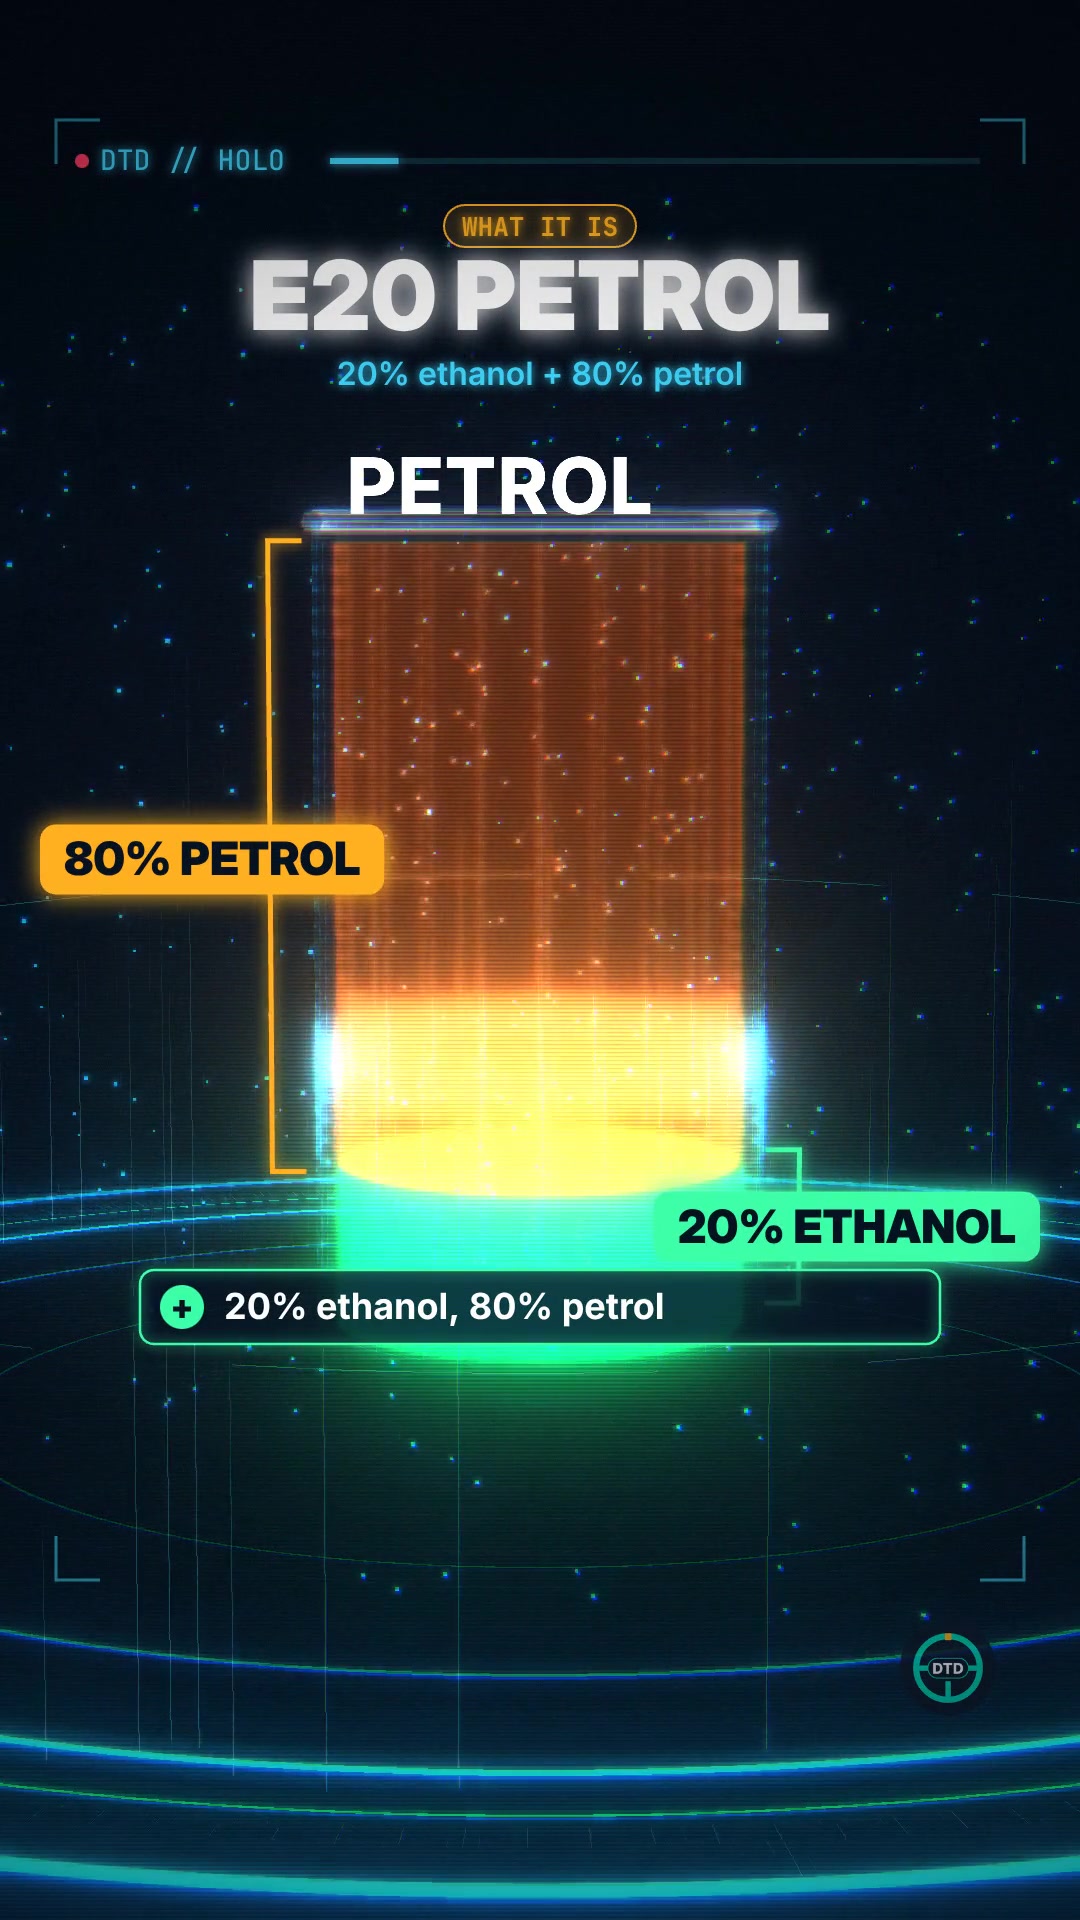 DTD // HOLO
WHAT IT IS
E20 PETROL
20% ethanol + 80% petrol
PETROL
80% PETROL
20% ETHANOL
+ 20% ethanol, 80% petrol
DTD